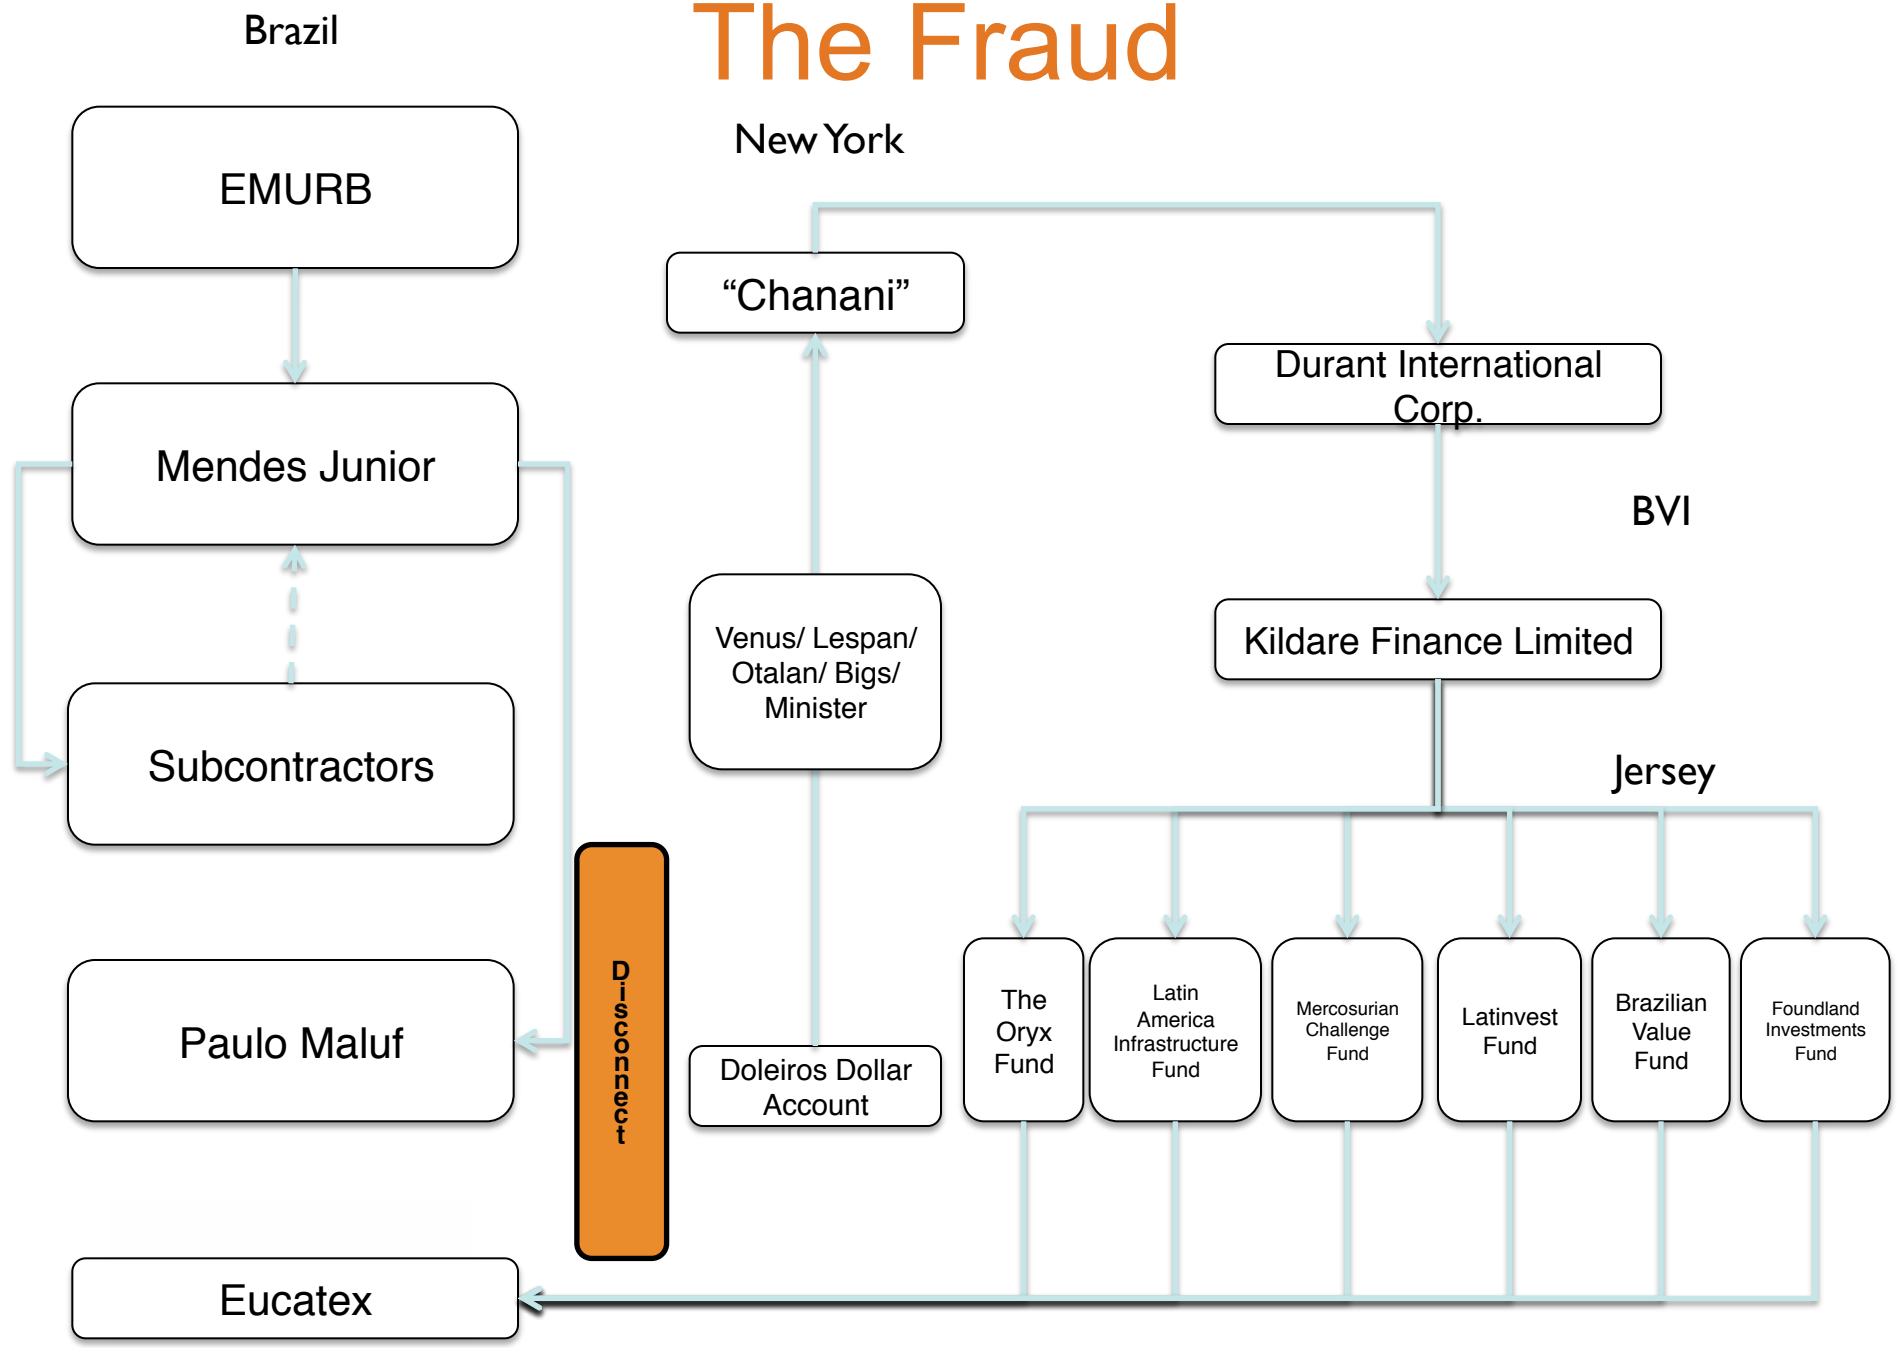 The Fraud
Brazil
New York
EMURB
“Chanani”
Durant International
Corp.
Mendes Junior
BVI
Venus/ Lespan/
Otalan/ Bigs/
Minister
Kildare Finance Limited
Subcontractors
Jersey
Disconnect
Paulo Maluf
Doleiros Dollar
Account
The
Oryx
Fund
Latin
America
Infrastructure
Fund
Mercosurian
Challenge
Fund
Latinvest
Fund
Brazilian
Value
Fund
Foundland
Investments
Fund
Eucatex